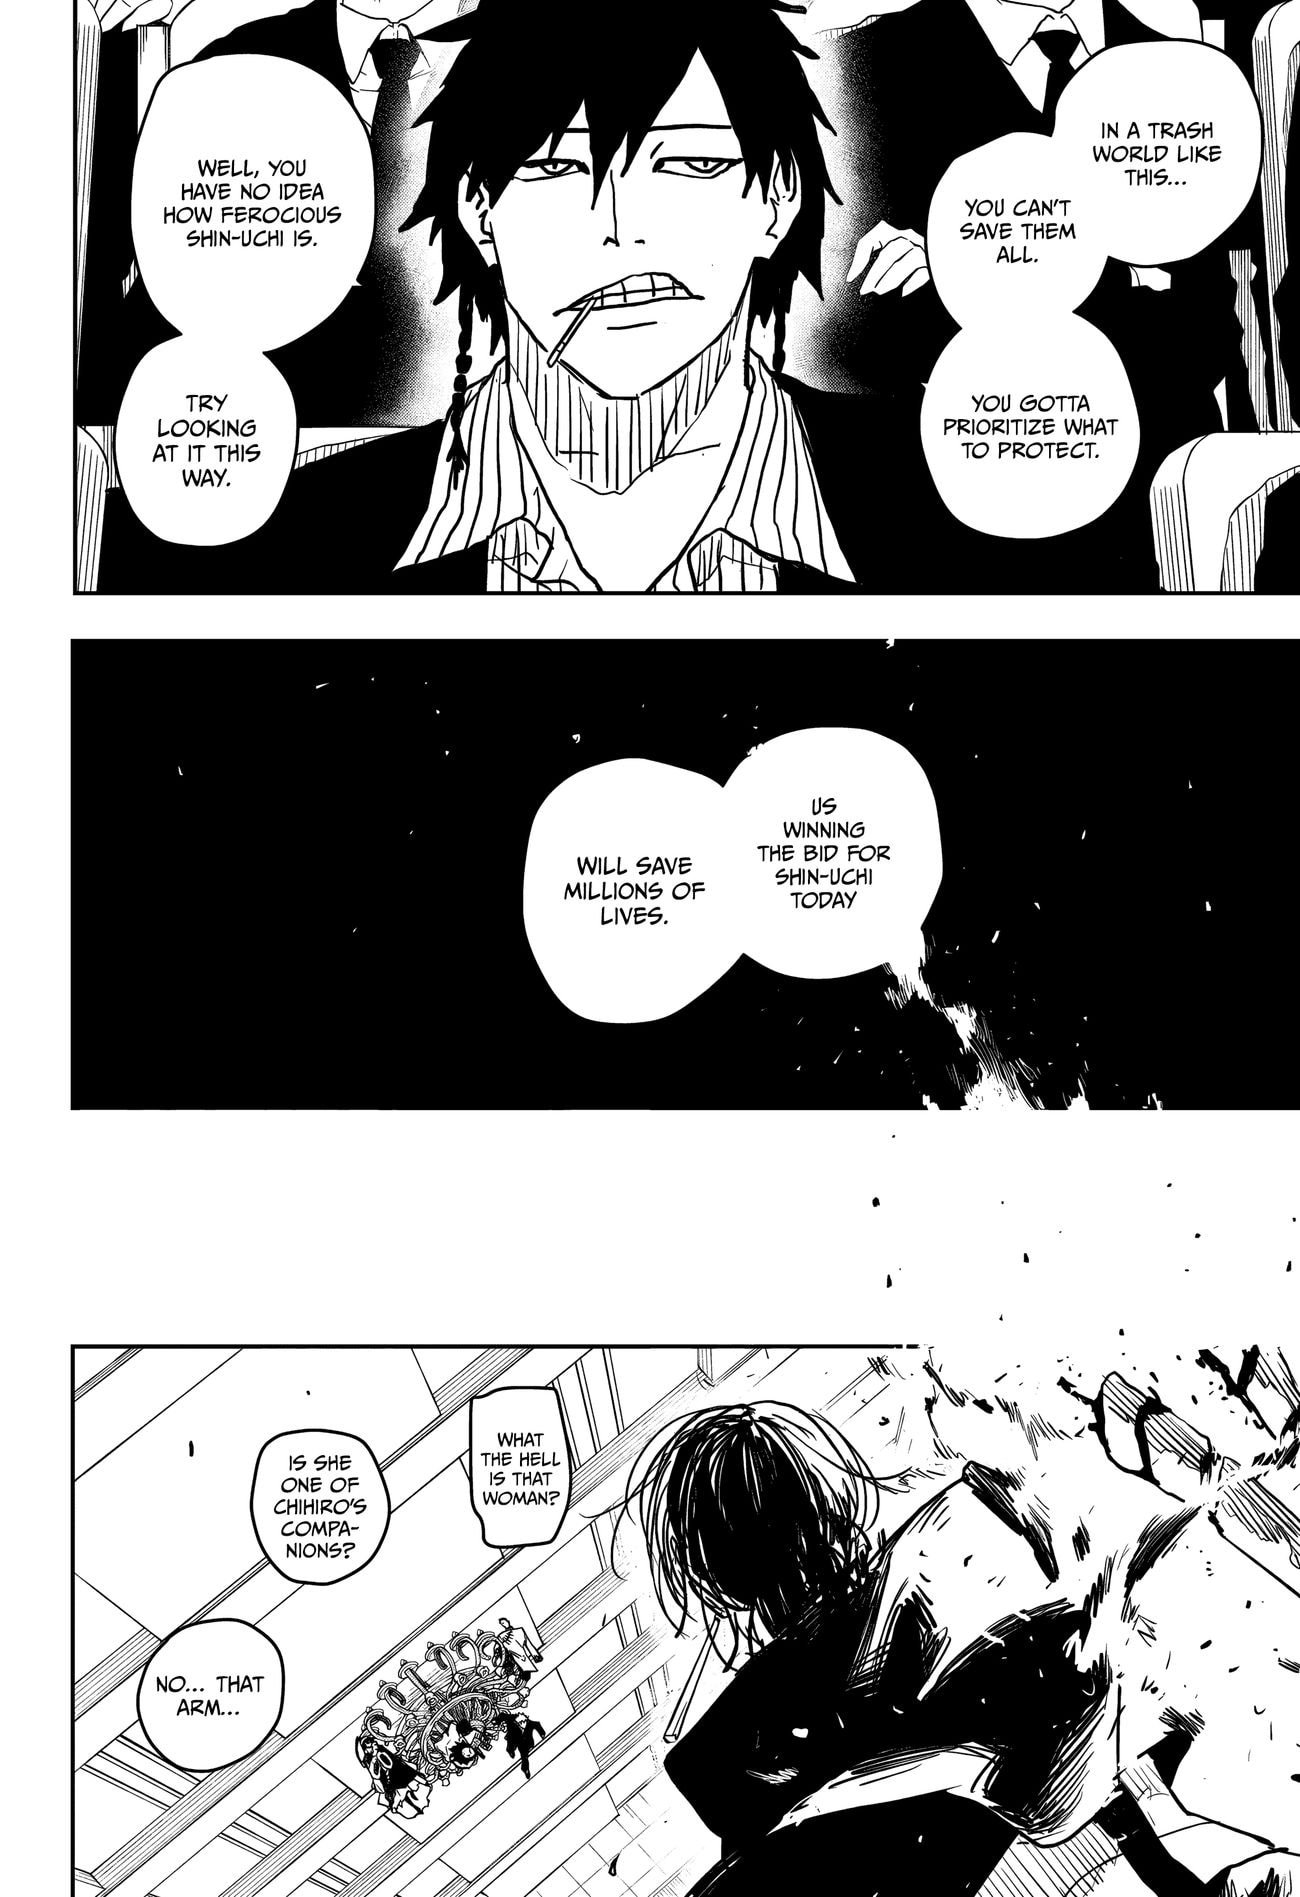 IN A TRASH
WORLD LIKE
THIS...
YOU CAN'T
SAVE THEM
ALL.
YOU GOTTA
PRIORITIZE WHAT
TO PROTECT.
WELL, YOU
HAVE NO IDEA
HOW FEROCIOUS
SHIN-UCHI IS.
TRY
LOOKING
AT IT THIS
WAY.
US
WINNING
THE BID FOR
SHIN-UCHI
TODAY
WILL SAVE
MILLIONS OF
LIVES.
WHAT
THE HELL
IS THAT
WOMAN?
IS SHE
ONE OF
CHIHIRO'S
COMPA-
NIONS?
NO... THAT
ARM...